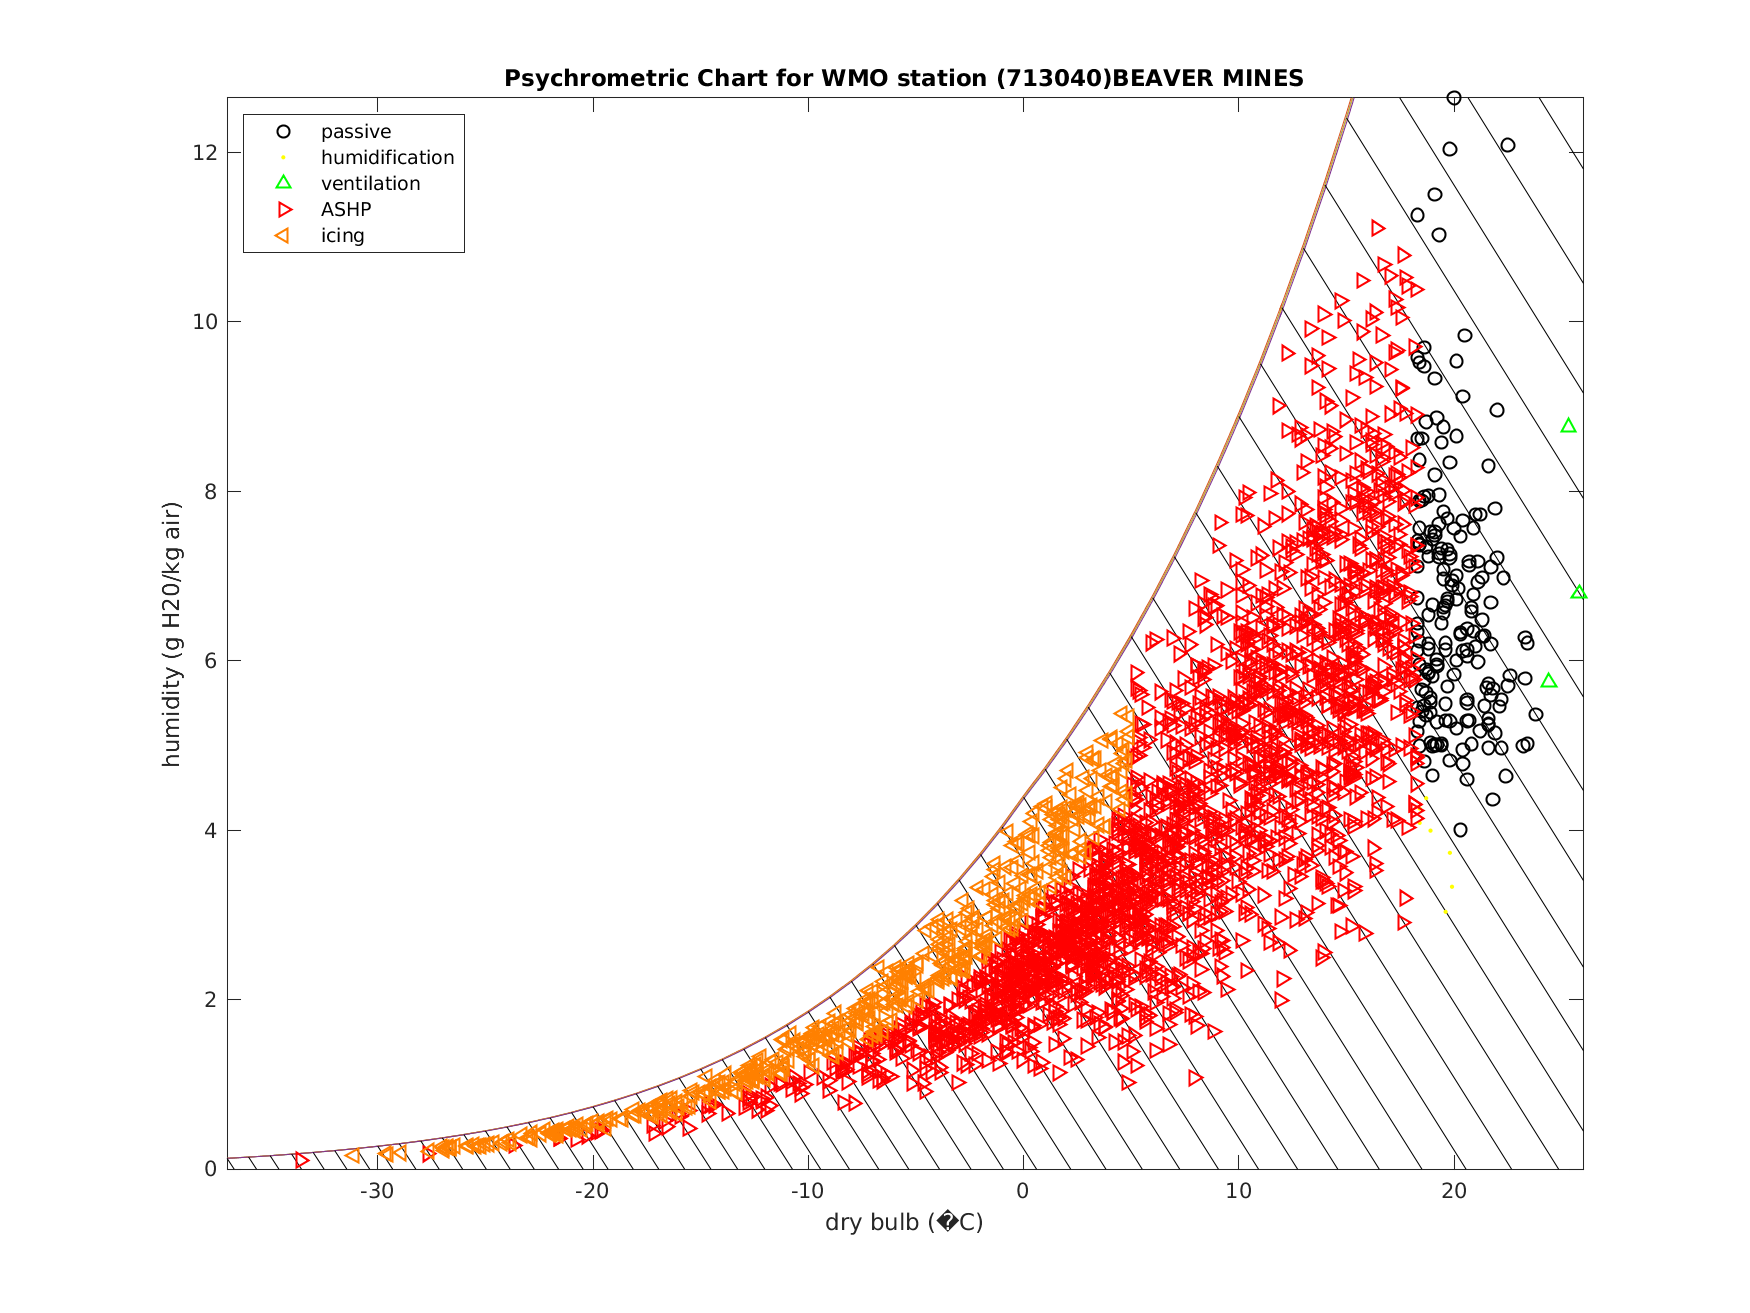 Psychrometric Chart for WMO station (713040)BEAVER MINES
passive
humidification
ventilation
ASHP
icing
12
10
8
6
4
2
0
humidity (g H20/kg air)
-30
-20
-10
0
10
20
dry bulb (�C)